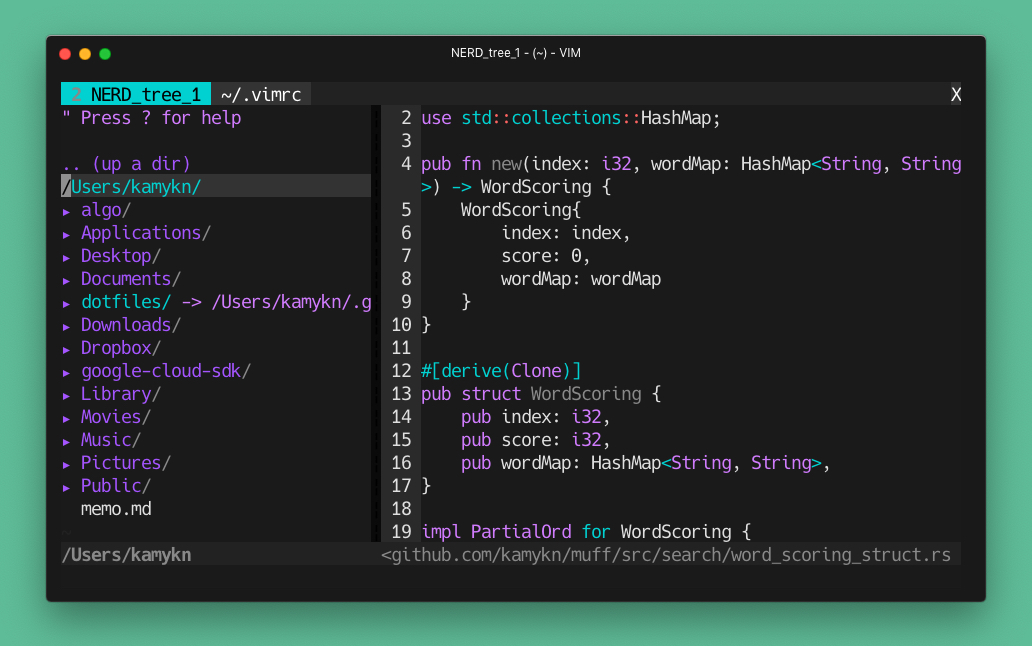 NERD_tree_1 - (~) - VIM
2 NERD_tree_1 ~/.vimrc X
" Press ? for help
.. (up a dir)
/Users/kamykn/
▸ algo/
▸ Applications/
▸ Desktop/
▸ Documents/
▸ dotfiles/ -> /Users/kamykn/.g
▸ Downloads/
▸ Dropbox/
▸ google-cloud-sdk/
▸ Library/
▸ Movies/
▸ Music/
▸ Pictures/
▸ Public/
memo.md
~
/Users/kamykn
2 use std::collections::HashMap;
3
4 pub fn new(index: i32, wordMap: HashMap<String, String
>) -> WordScoring {
5     WordScoring{
6         index: index,
7         score: 0,
8         wordMap: wordMap
9     }
10 }
11
12 #[derive(Clone)]
13 pub struct WordScoring {
14     pub index: i32,
15     pub score: i32,
16     pub wordMap: HashMap<String, String>,
17 }
18
19 impl PartialOrd for WordScoring {
<github.com/kamykn/muff/src/search/word_scoring_struct.rs